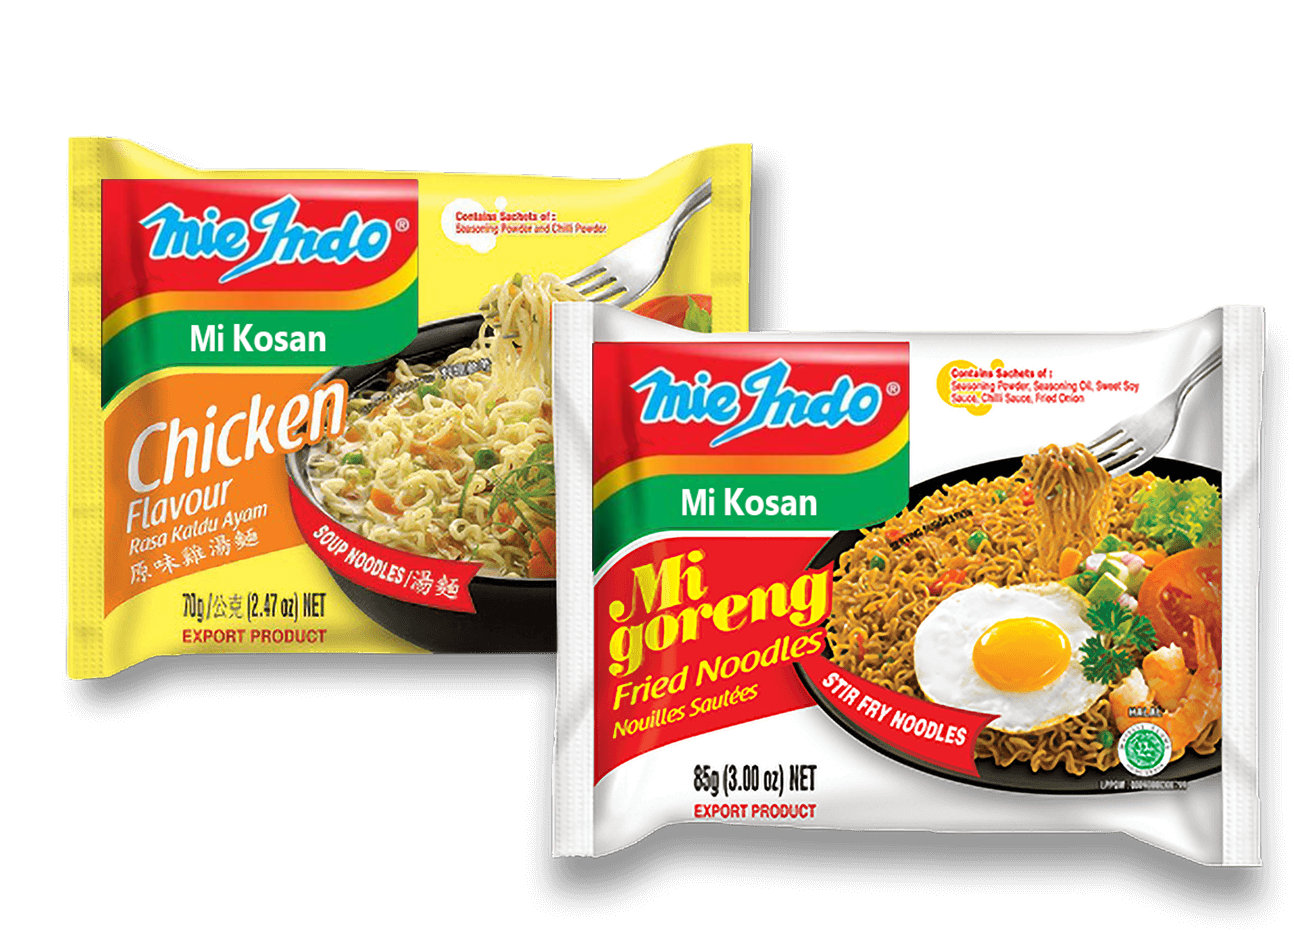 mie Indo®
Contains Sachets of :
Seasoning Powder and Chilli Powder
Mi Kosan
Chicken
Flavour
Rasa Kaldu Ayam
原味雞湯麵
SOUP NOODLES/湯麵
70g/公克 (2.47 oz) NET
EXPORT PRODUCT
mie Indo®
Contains Sachets of :
Seasoning Powder, Seasoning Oil, Sweet Soy
Sauce, Chilli Sauce, Fried Onion
Mi Kosan
SERVING SUGGESTION
Mi
goreng
Fried Noodles
Nouilles Sautées
STIR FRY NOODLES
HALAL
85g (3.00 oz) NET
EXPORT PRODUCT